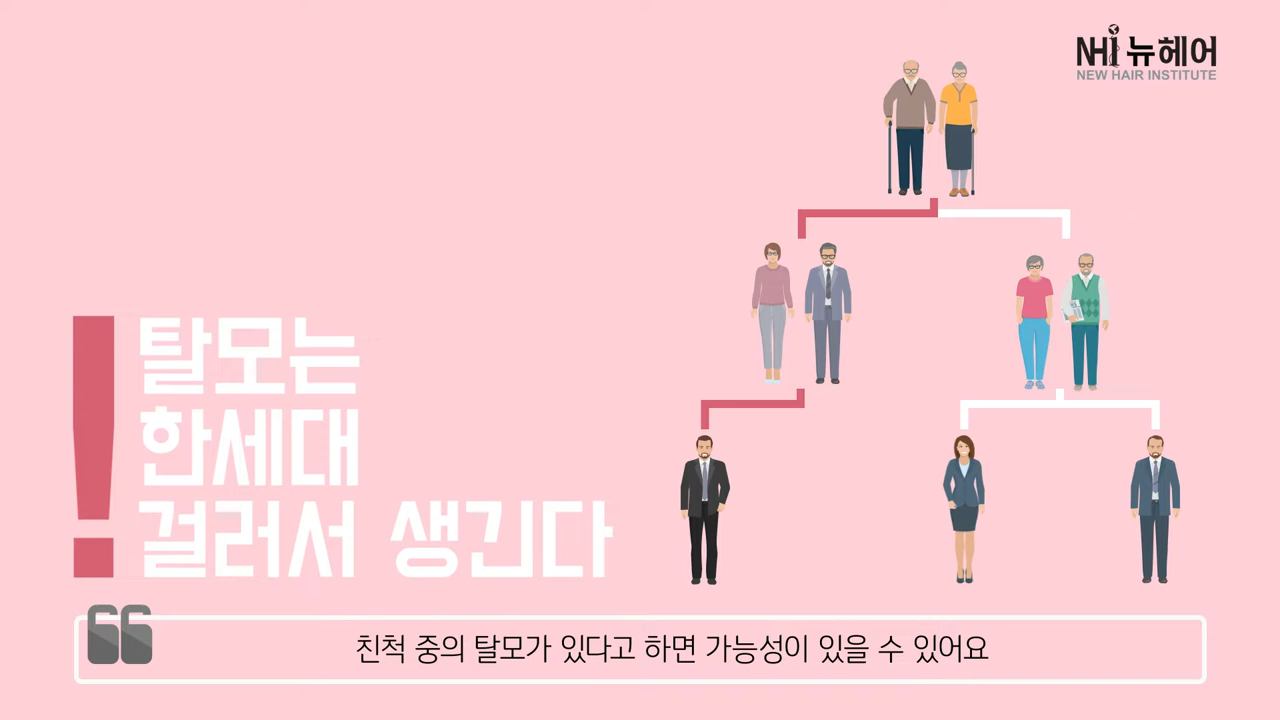 NHI 뉴헤어
NEW HAIR INSTITUTE
탈모는
한세대
걸러서 생긴다
친척 중의 탈모가 있다고 하면 가능성이 있을 수 있어요